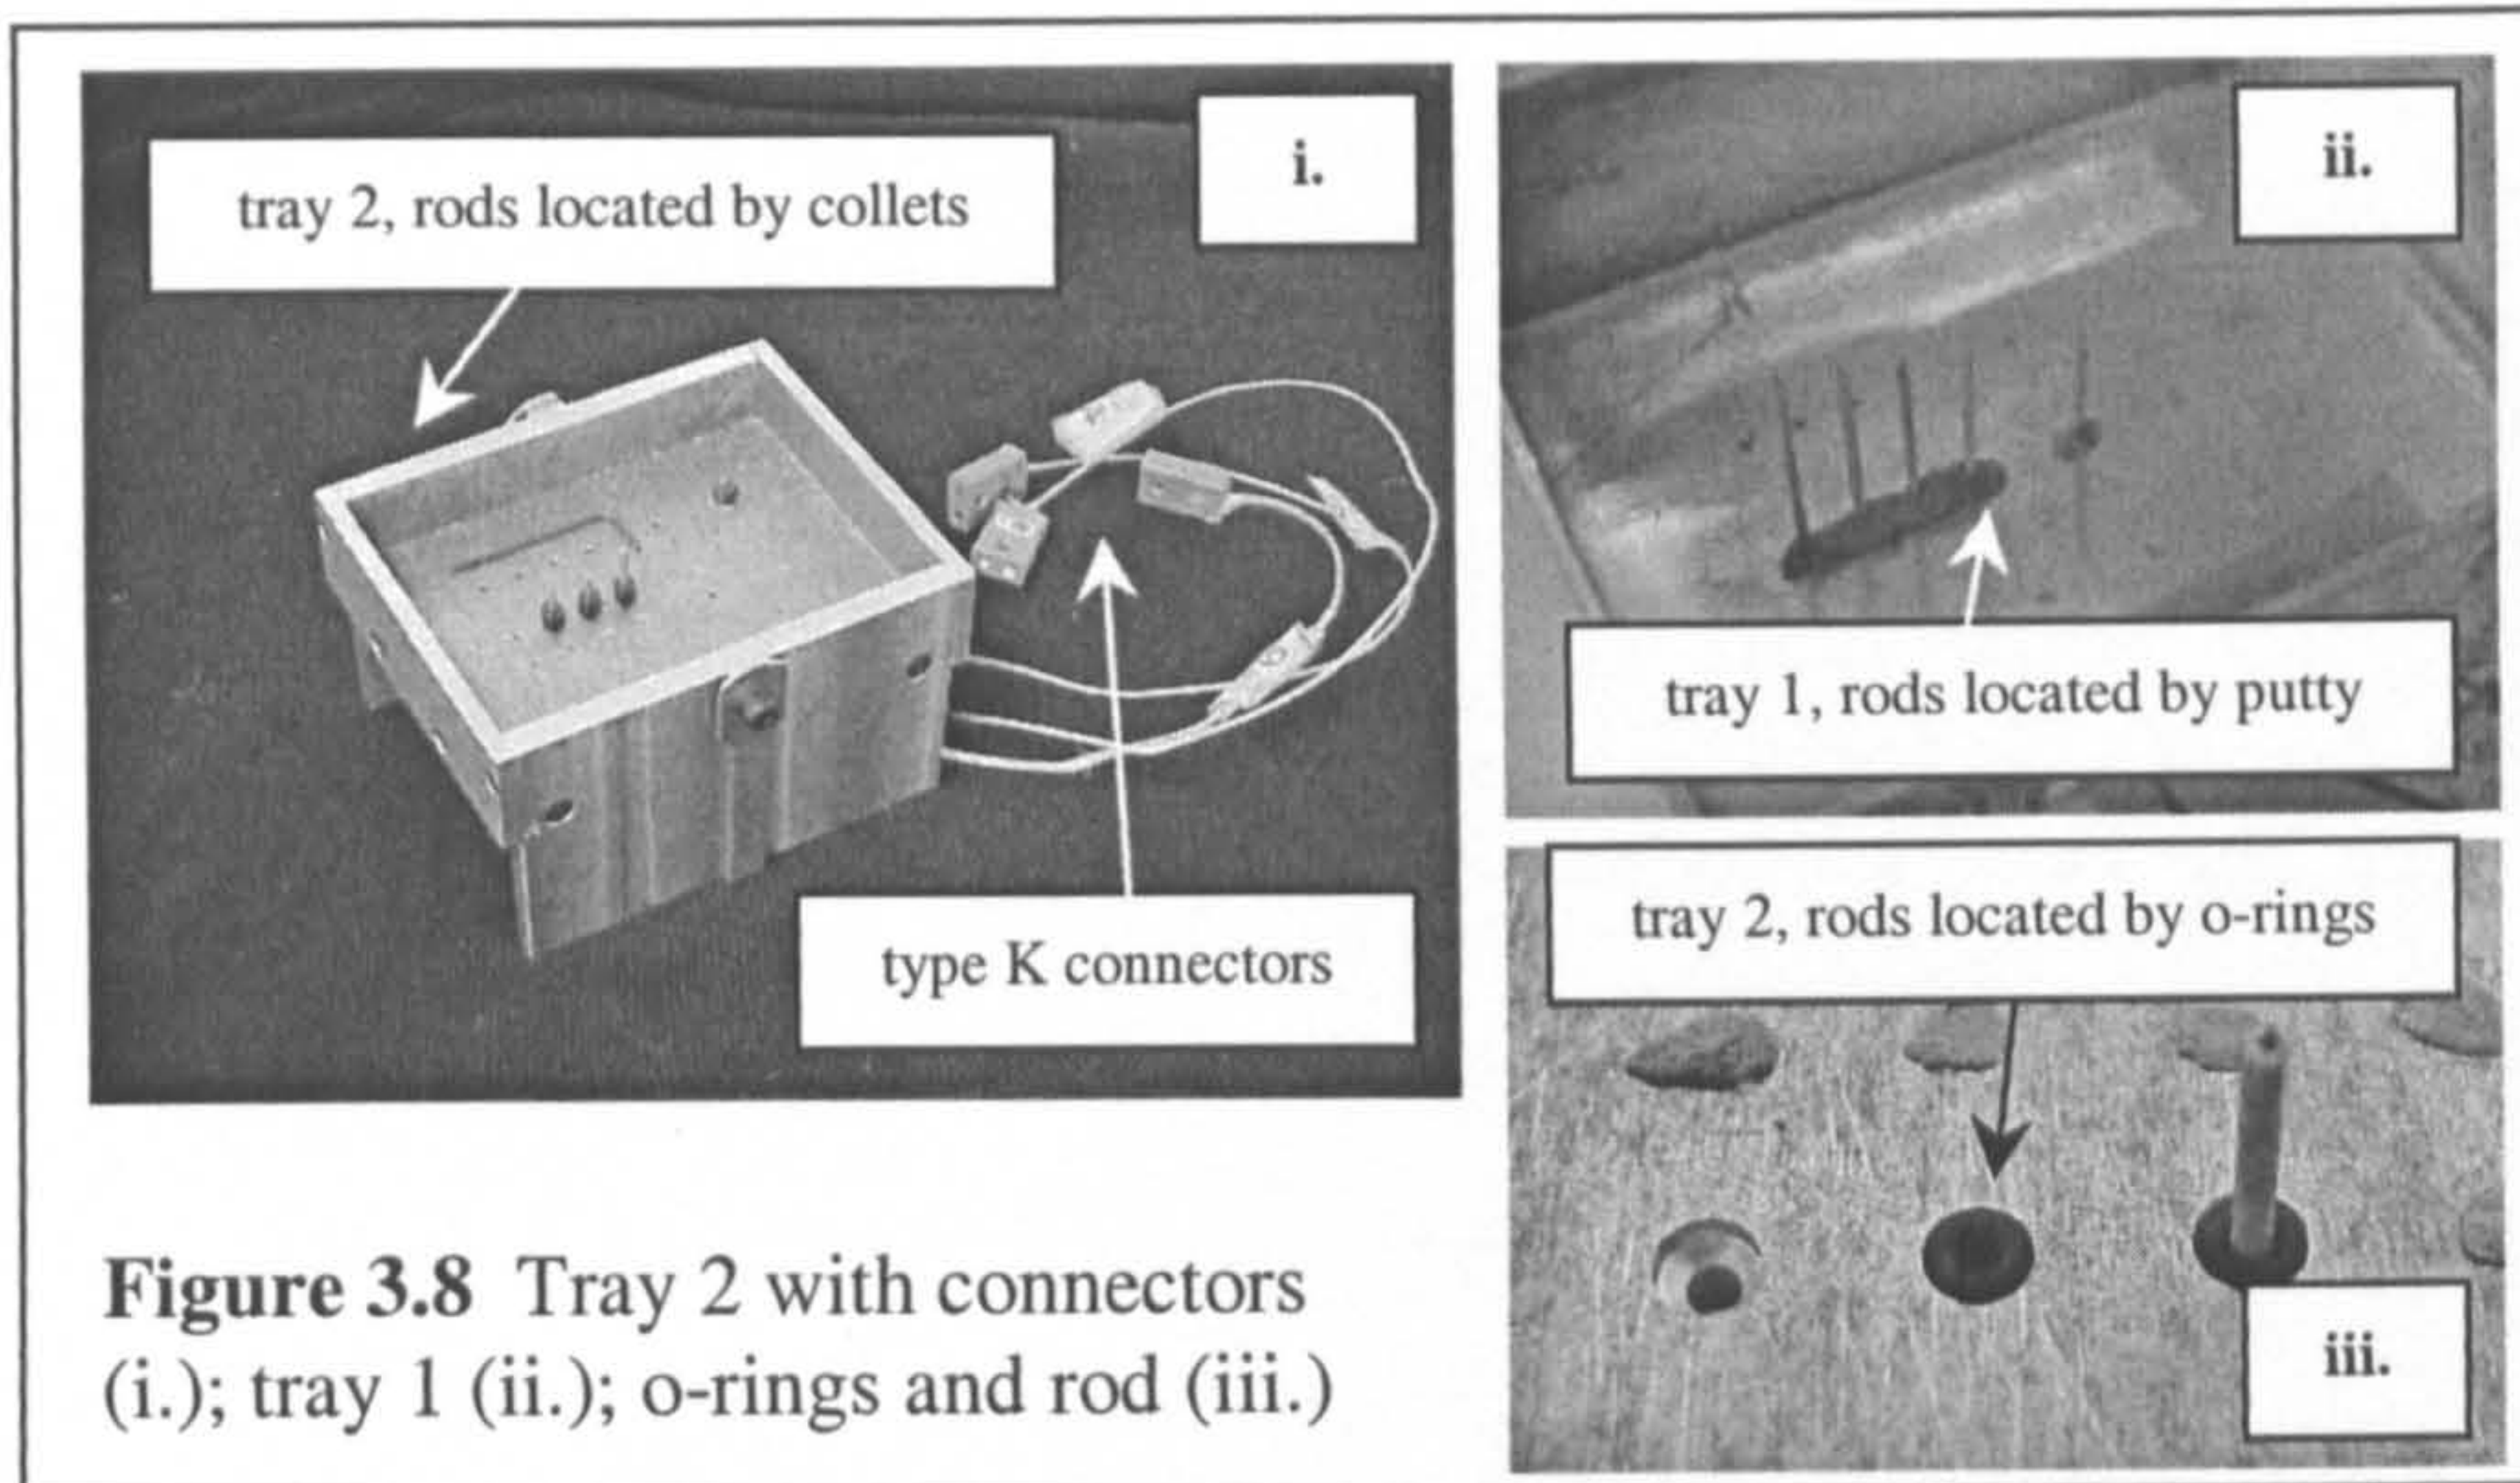 tray 2, rods located by collets
i.
type K connectors
ii.
tray 1, rods located by putty
tray 2, rods located by o-rings
iii.
Figure 3.8 Tray 2 with connectors
(i.); tray 1 (ii.); o-rings and rod (iii.)